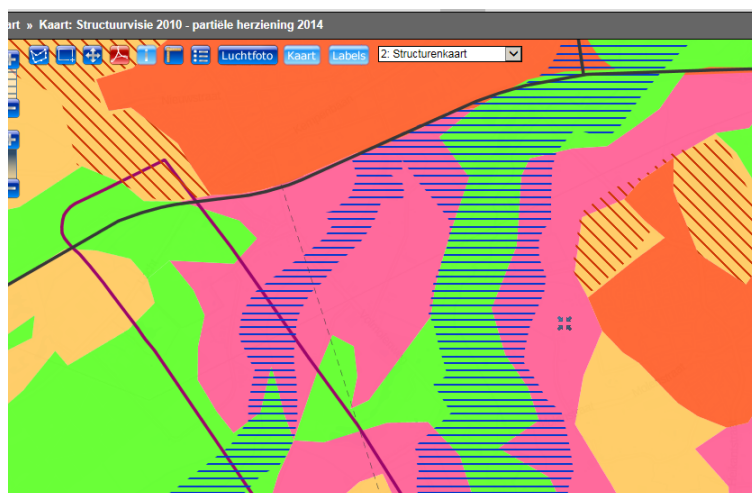 art » Kaart: Structuurvisie 2010 - partiële herziening 2014
Luchtfoto Kaart Labels 2: Structurenkaart